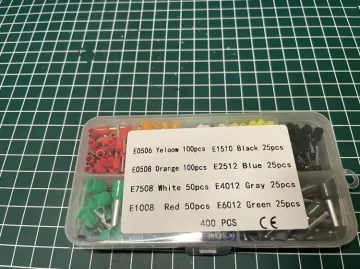 E0506 Yeloow 100pcs E1510 Black 25pcs
E0508 Orange 100pcs E2512 Blue 25pcs
E7508 White 50pcs E4012 Gray 25pcs
E1008 Red 50pcs E6012 Green 25pcs
400 PCS CE